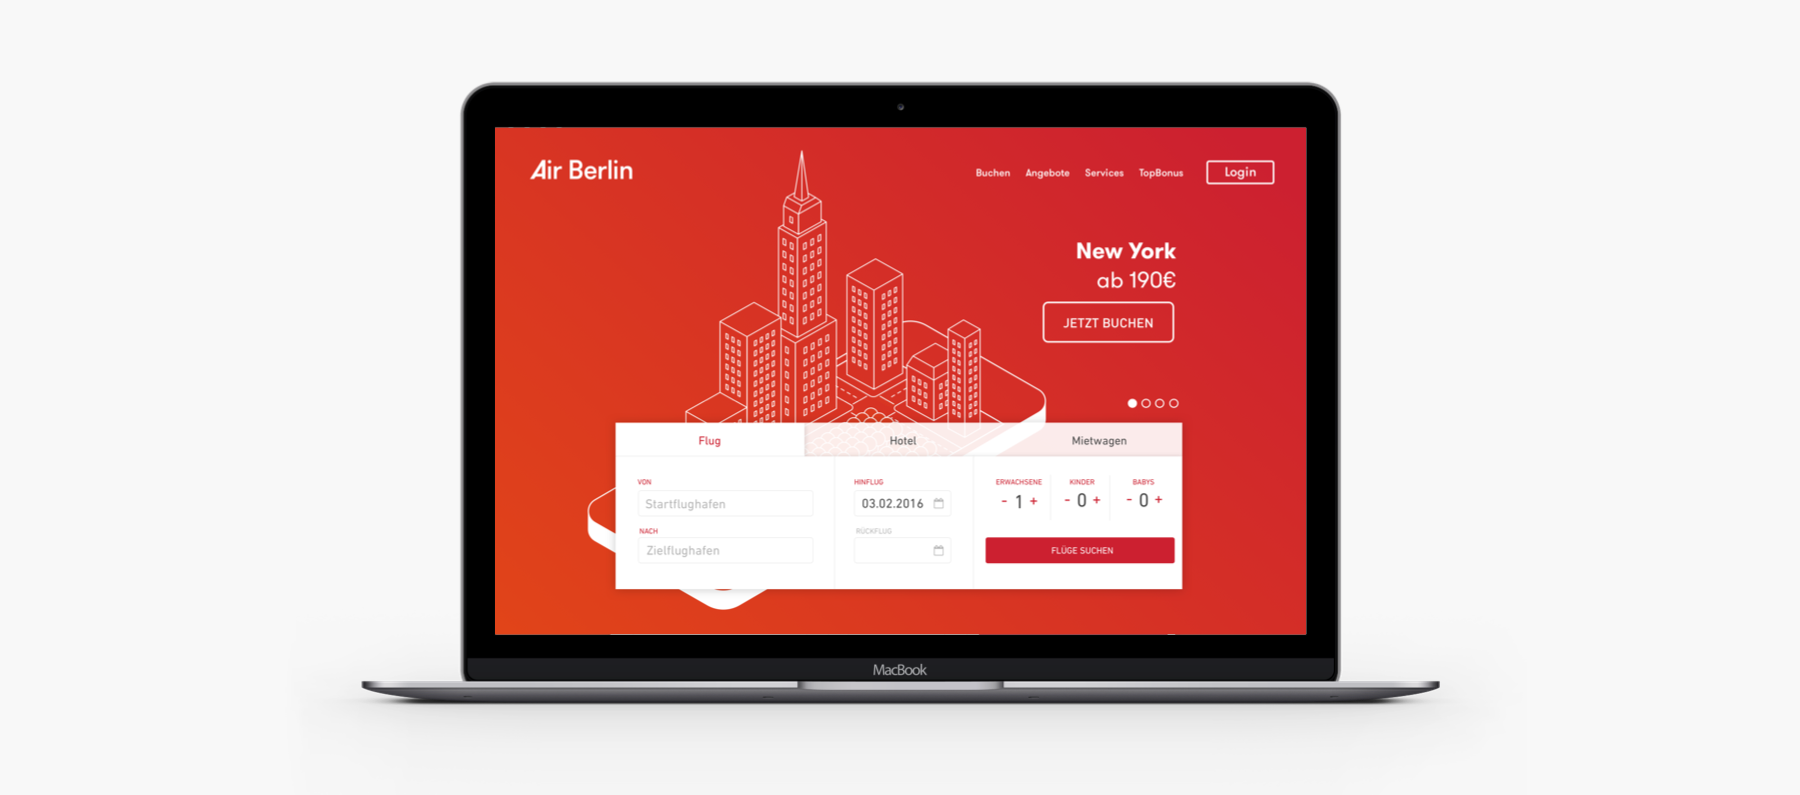 Air Berlin
Buchen Angebote Services TopBonus Login
New York
ab 190€
JETZT BUCHEN
Flug Hotel Mietwagen
VON
Startflughafen
NACH
Zielflughafen
HINFLUG
03.02.2016
RÜCKFLUG
ERWACHSENE KINDER BABYS
- 1 + - 0 + - 0 +
FLÜGE SUCHEN
MacBook